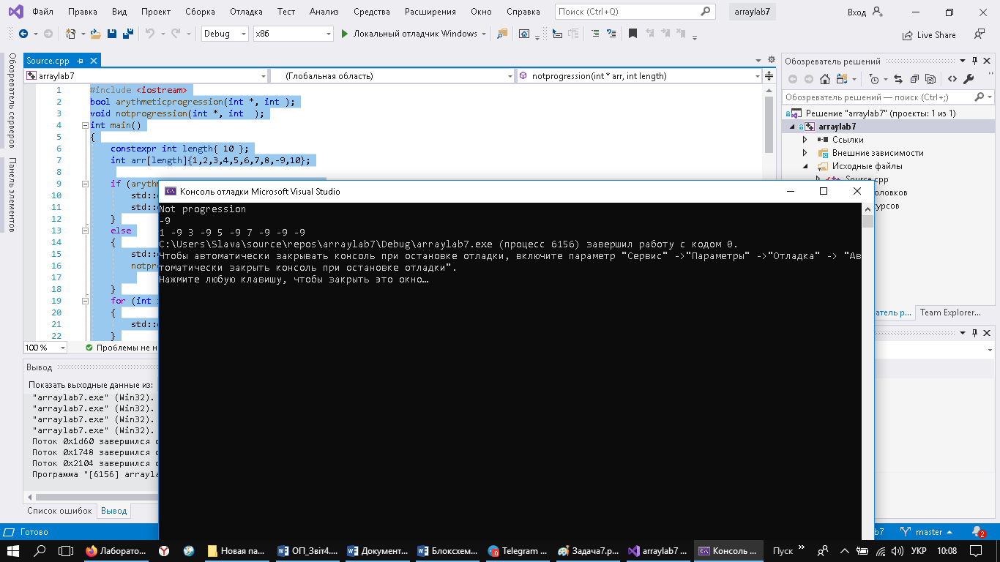 Файл Правка Вид Проект Сборка Отладка Тест Анализ Средства Расширения Окно Справка Поиск (Ctrl+Q) arraylab7 Вход
Debug x86 Локальный отладчик Windows Live Share
Обозреватель серверов
Панель элементов
Source.cpp
arraylab7 (Глобальная область) notprogression(int * arr, int length)
1 #include <iostream>
2 bool arythmeticprogression(int *, int );
3 void notprogression(int *, int  );
4 int main()
5 {
6 constexpr int length{ 10 };
7 int arr[length]{1,2,3,4,5,6,7,8,-9,10};
8
9 if (aryth
10 std::
11 std::
12 }
13 else
14 {
15 std::
16 notpr
17
18 }
19 for (int
20 {
21 std::
22 }
100 % Проблемы не н
Обозреватель решений
Обозреватель решений — поиск (Ctrl+;)
Решение "arraylab7" (проекты: 1 из 1)
arraylab7
Ссылки
Внешние зависимости
Исходные файлы
Source.cpp
оловков
урсов
атель р... Team Explorer...
Консоль отладки Microsoft Visual Studio
Not progression
-9
1 -9 3 -9 5 -9 7 -9 -9 -9
C:\Users\Slava\source\repos\arraylab7\Debug\arraylab7.exe (процесс 6156) завершил работу с кодом 0.
Чтобы автоматически закрывать консоль при остановке отладки, включите параметр "Сервис" ->"Параметры" ->"Отладка" -> "Ав
томатически закрыть консоль при остановке отладки".
Нажмите любую клавишу, чтобы закрыть это окно…
Вывод
Показать выходные данные из:
"arraylab7.exe" (Win32).
"arraylab7.exe" (Win32).
"arraylab7.exe" (Win32).
"arraylab7.exe" (Win32).
Поток 0x1d60 завершился с
Поток 0x1748 завершился с
Поток 0x2104 завершился с
Программа "[6156] arrayla
Список ошибок Вывод
Готово b7 master 2
Лаборато... Новая па... ОП_Звіт4.... Документ... Блоксхем... Telegram ... Задача7.p... arraylab7 ... Консоль ... Пуск УКР 10:08